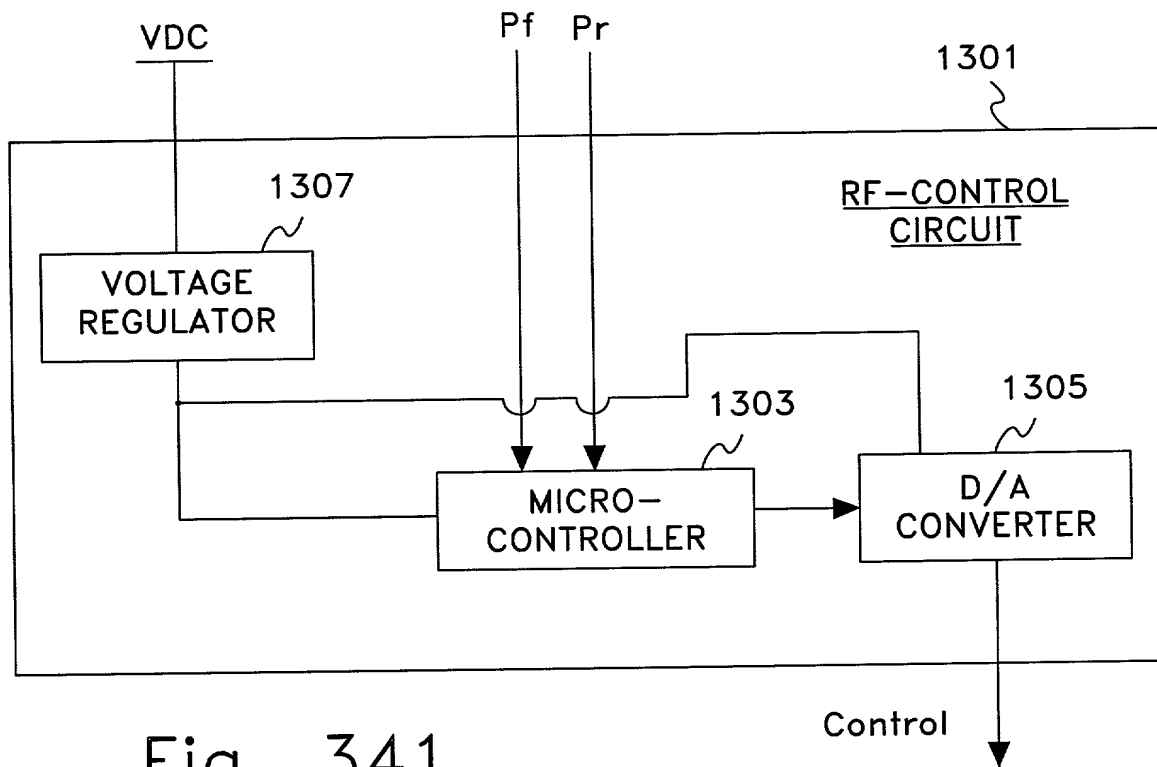 VDC
Pf
Pr
1301
1307
RF-CONTROL
CIRCUIT
VOLTAGE
REGULATOR
1303
1305
MICRO-
CONTROLLER
D/A
CONVERTER
Control
Fig. 341